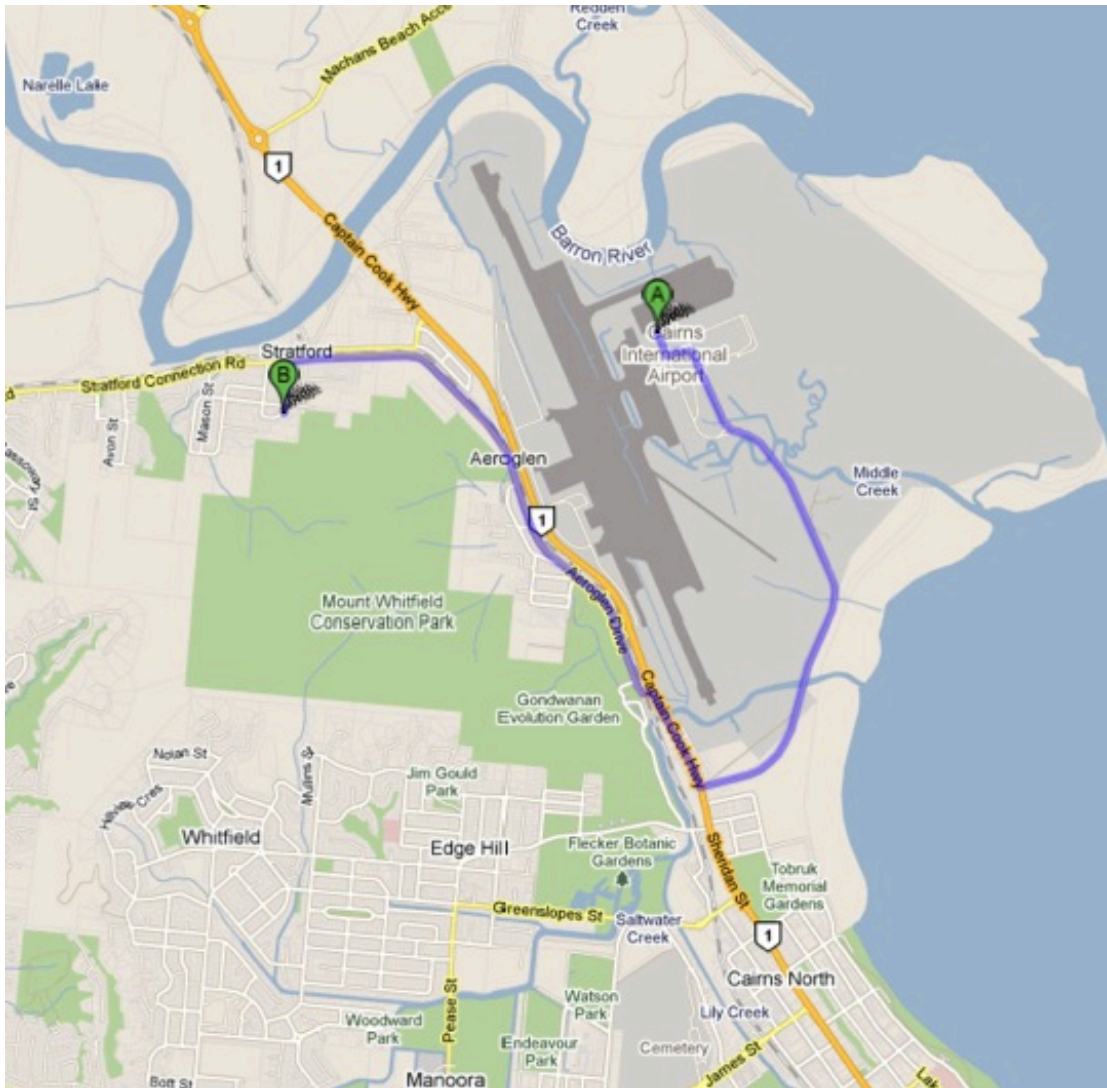 Redden
Creek
Machans Beach Acce
Narelle Lake
1
Captain Cook Hwy
Barron River
A
Cairns
International
Airport
Stratford
B
Stratford Connection Rd
Mason St
Avon St
Aeroglen
Middle
Creek
1
Aeroglen Drive
Mount Whitfield
Conservation Park
Captain Cook Hwy
Gondwanan
Evolution Garden
Nolan St
Mullins St
Jim Gould
Park
Whitfield
Edge Hill
Flecker Botanic
Gardens
Sheridan St
Tobruk
Memorial
Gardens
Greenslopes St
Saltwater
Creek
1
Cairns North
Pease St
Watson
Park
Lily Creek
Woodward
Park
Endeavour
Park
Cemetery
James St
Lak
Manoora
Bott St